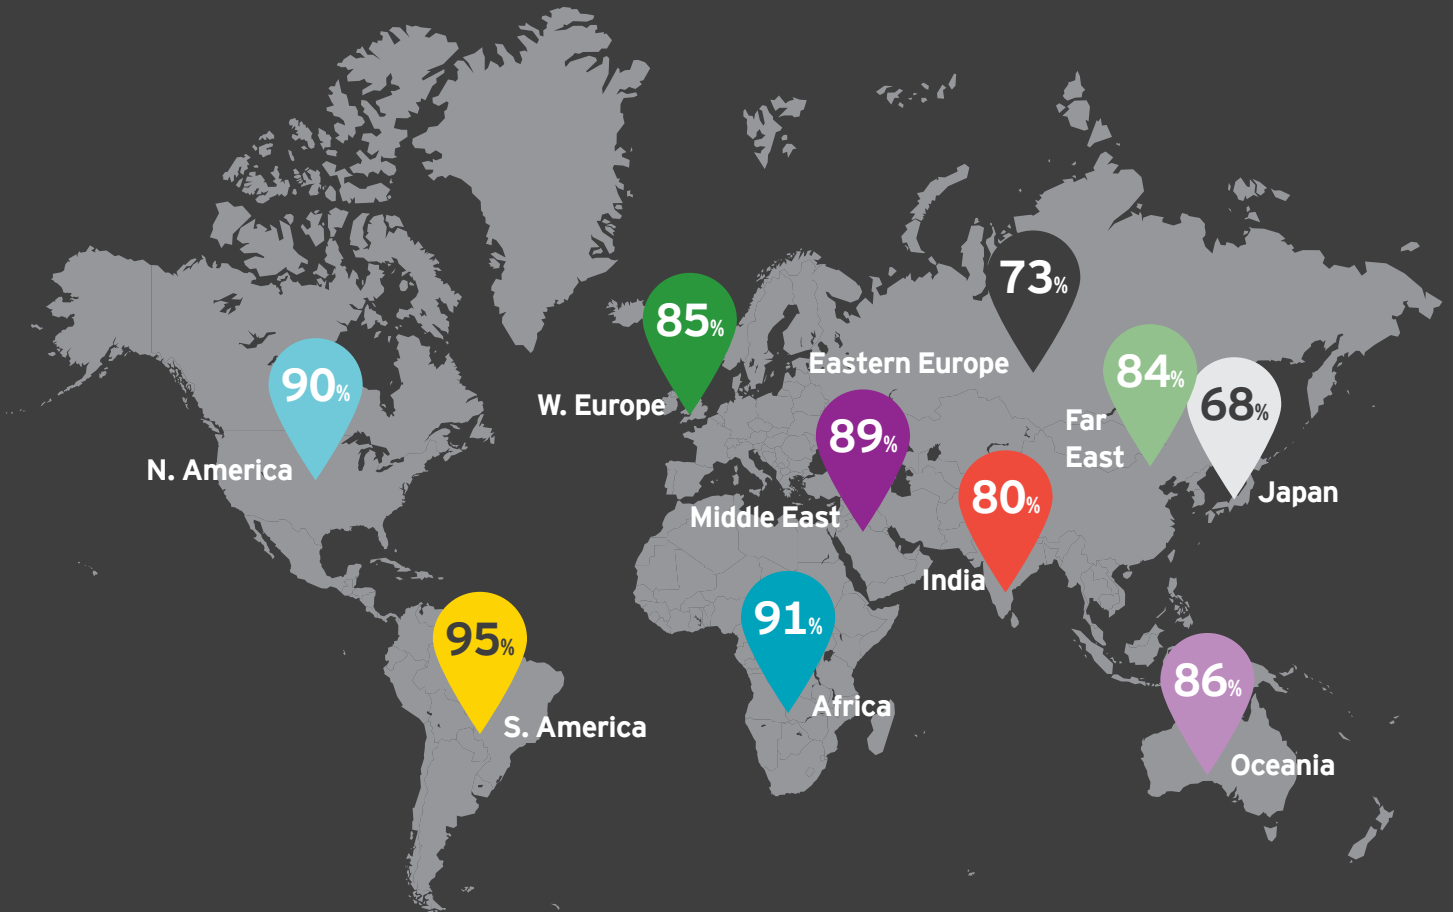 73%
85%
Eastern Europe
84%
90%
68%
W. Europe
Far
East
89%
N. America
80%
Japan
Middle East
India
91%
95%
86%
Africa
S. America
Oceania